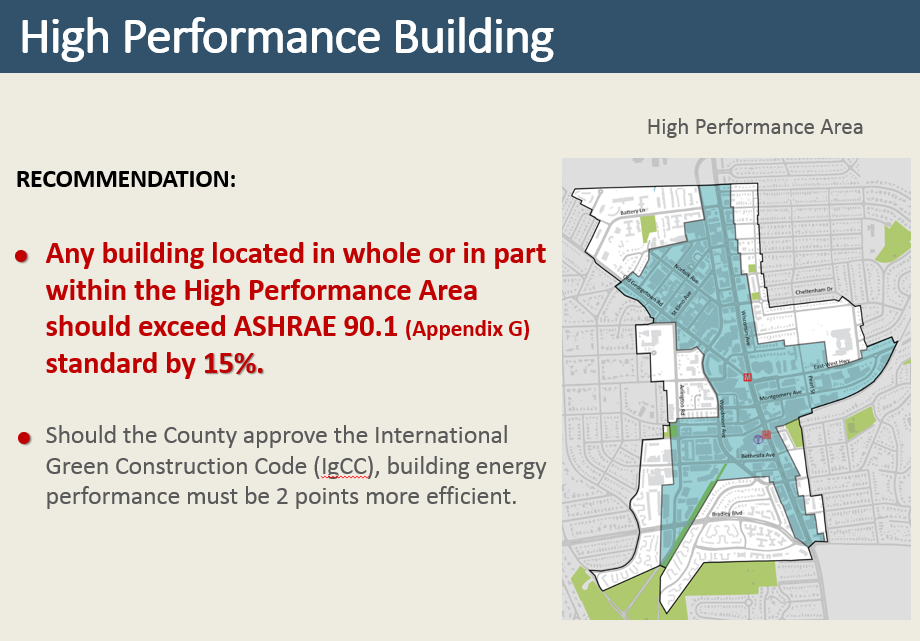 High Performance Building
High Performance Area
RECOMMENDATION:
• Any building located in whole or in part
within the High Performance Area
should exceed ASHRAE 90.1 (Appendix G)
standard by 15%.
• Should the County approve the International
Green Construction Code (IgCC), building energy
performance must be 2 points more efficient.
Battery Ln
Norfolk Ave
Old Georgetown Rd
St Elmo Ave
Cheltenham Dr
Wisconsin Ave
East-West Hwy
M
Pearl St
Montgomery Ave
Arlington Rd
Woodmont Ave
Bethesda Ave
Bradley Blvd